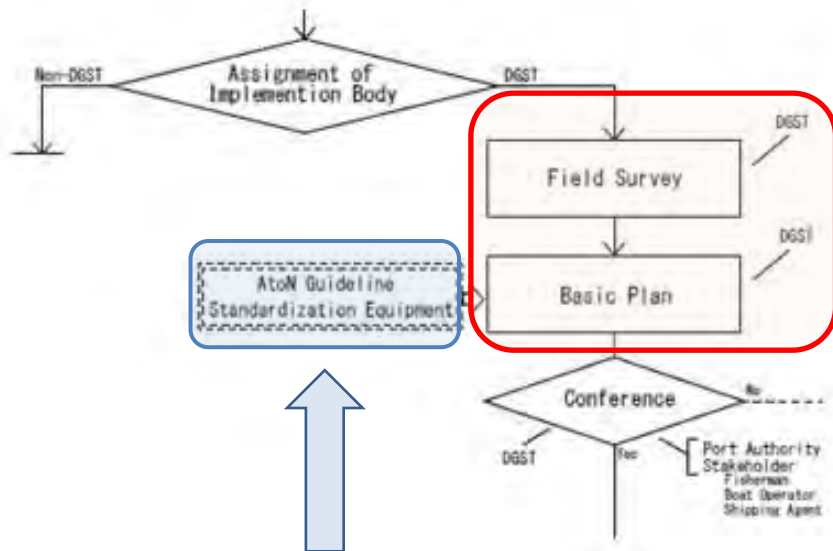 Non-DGST
Assignment of
Implemention Body
DGST
DGST
Field Survey
DGST
AtoN Guideline
Standardization Equipment
Basic Plan
Conference
No
DGST
Yes
Port Authority
Stakeholder
Fisherman
Boat Operator
Shipping Agent